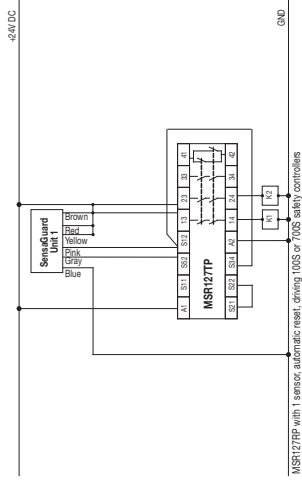 +24V DC
GND
SensaGuard
Unit 1
Brown
Red
Yellow
Pink
Gray
Blue
A1 S11 S52 S12 13 23 33 41
MSR127TP
S21 S22 S34 A2 14 24 34 42
K1 K2
MSR127RP with 1 sensor, automatic reset, driving 100S or 700S safety controllers